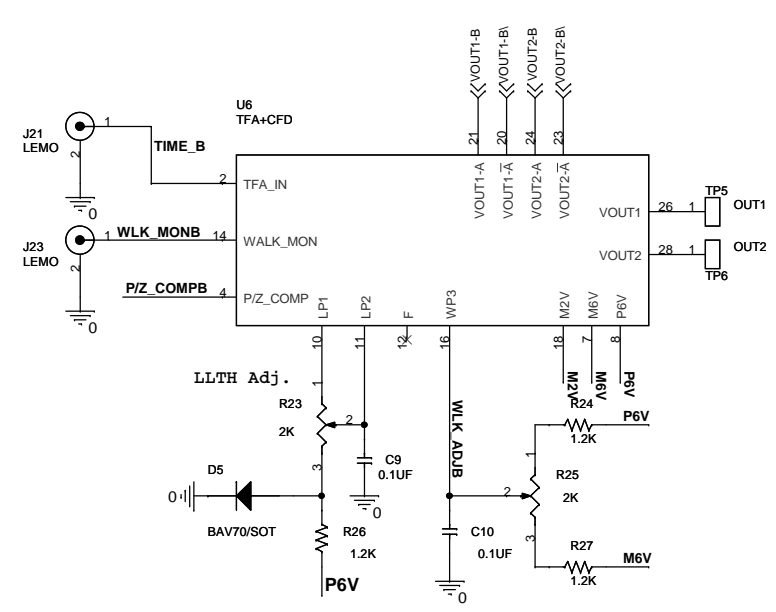 VOUT1-B
VOUT1-B\
VOUT2-B
VOUT2-B\
U6
TFA+CFD
21
20
24
23
J21
LEMO
1
2
0
TIME_B
2
TFA_IN
VOUT1-A
VOUT1-A
VOUT2-A
VOUT2-A
VOUT1
26
1
TP5
OUT1
J23
LEMO
1
WLK_MONB
14
WALK_MON
2
0
VOUT2
28
1
OUT2
TP6
P/Z_COMPB
4
P/Z_COMP
LP1
LP2
F
WP3
M2V
M6V
P6V
10
11
12
16
18
7
8
M2V
M6V
P6V
LLTH Adj.
1
R23
2K
2
3
C9
0.1UF
0
WLK_ADJB
R24
1.2K
P6V
1
R25
2K
2
3
D5
0
BAV70/SOT
R26
1.2K
P6V
C10
0.1UF
0
R27
1.2K
M6V